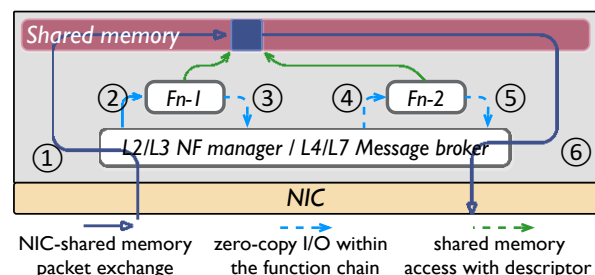 Shared memory
② Fn-1 ③ ④ Fn-2 ⑤
① L2/L3 NF manager / L4/L7 Message broker ⑥
NIC
NIC-shared memory
packet exchange
zero-copy I/O within
the function chain
shared memory
access with descriptor